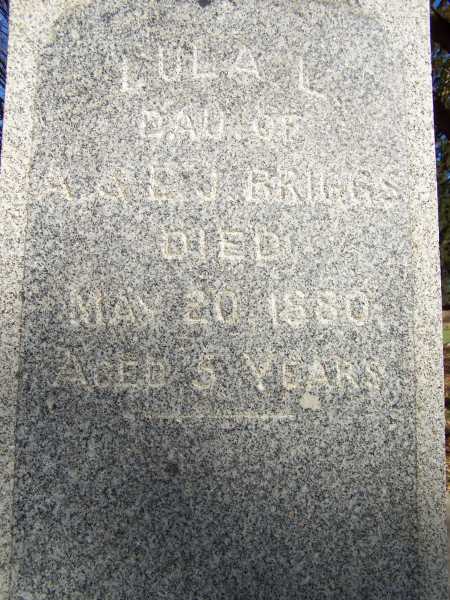 LULA L
DAU. OF
A. & E. J. BRIGGS
DIED
MAY 20, 1880.
AGED 5 YEARS